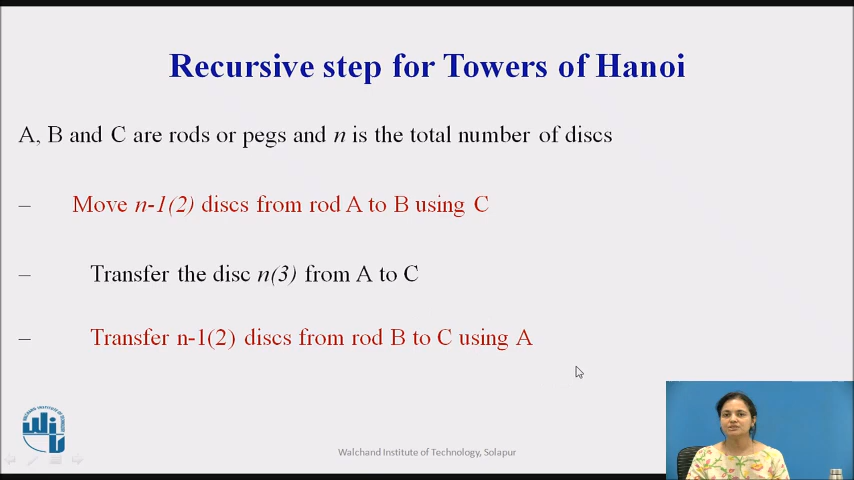 Recursive step for Towers of Hanoi
A, B and C are rods or pegs and n is the total number of discs
– Move n-1(2) discs from rod A to B using C
– Transfer the disc n(3) from A to C
– Transfer n-1(2) discs from rod B to C using A
Walchand Institute of Technology, Solapur